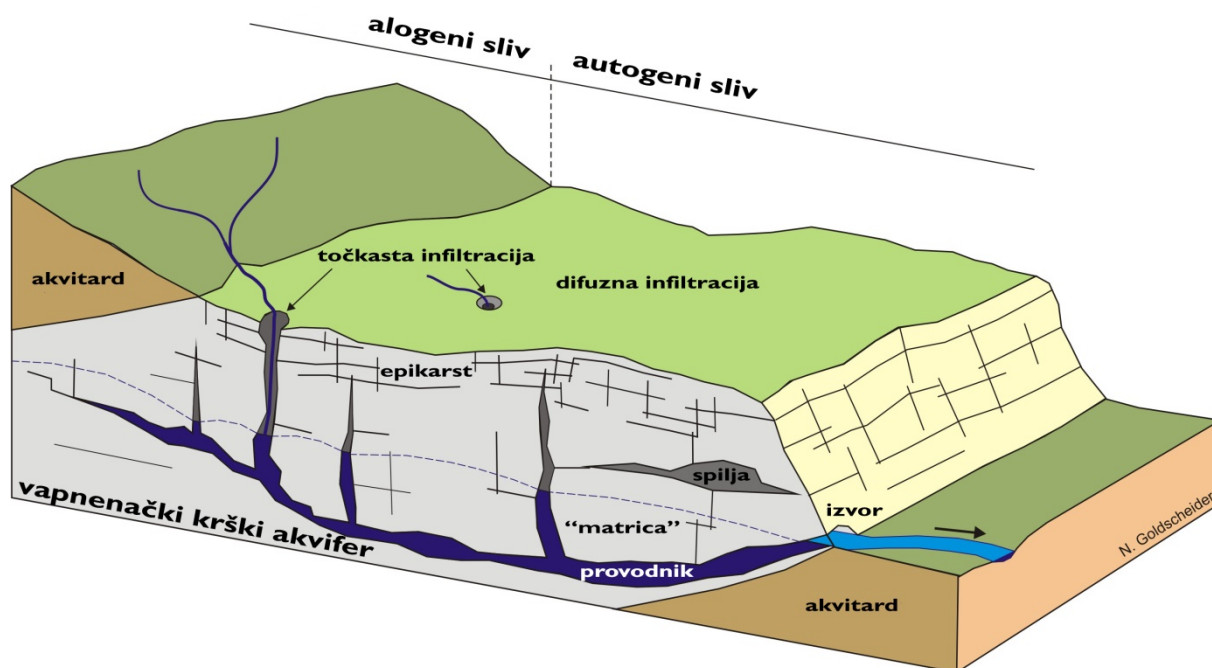 alogeni sliv
autogeni sliv
akvitard
točkasta infiltracija
difuzna infiltracija
epikarst
spilja
izvor
vapnenački krški akvifer
“matrica”
provodnik
akvitard
N. Goldscheider